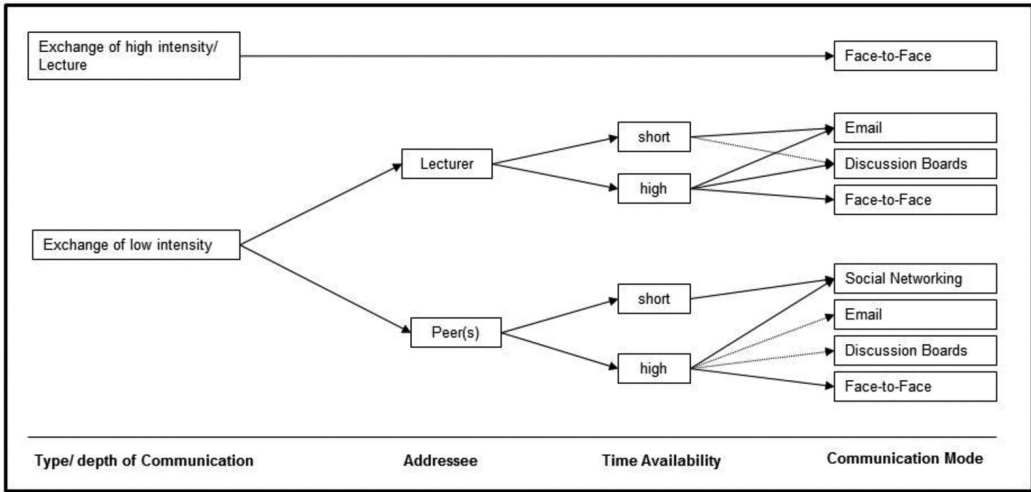 Exchange of high intensity/
Lecture
Face-to-Face
Exchange of low intensity
Lecturer
short
high
Email
Discussion Boards
Face-to-Face
Peer(s)
short
high
Social Networking
Email
Discussion Boards
Face-to-Face
Type/ depth of Communication
Addressee
Time Availability
Communication Mode